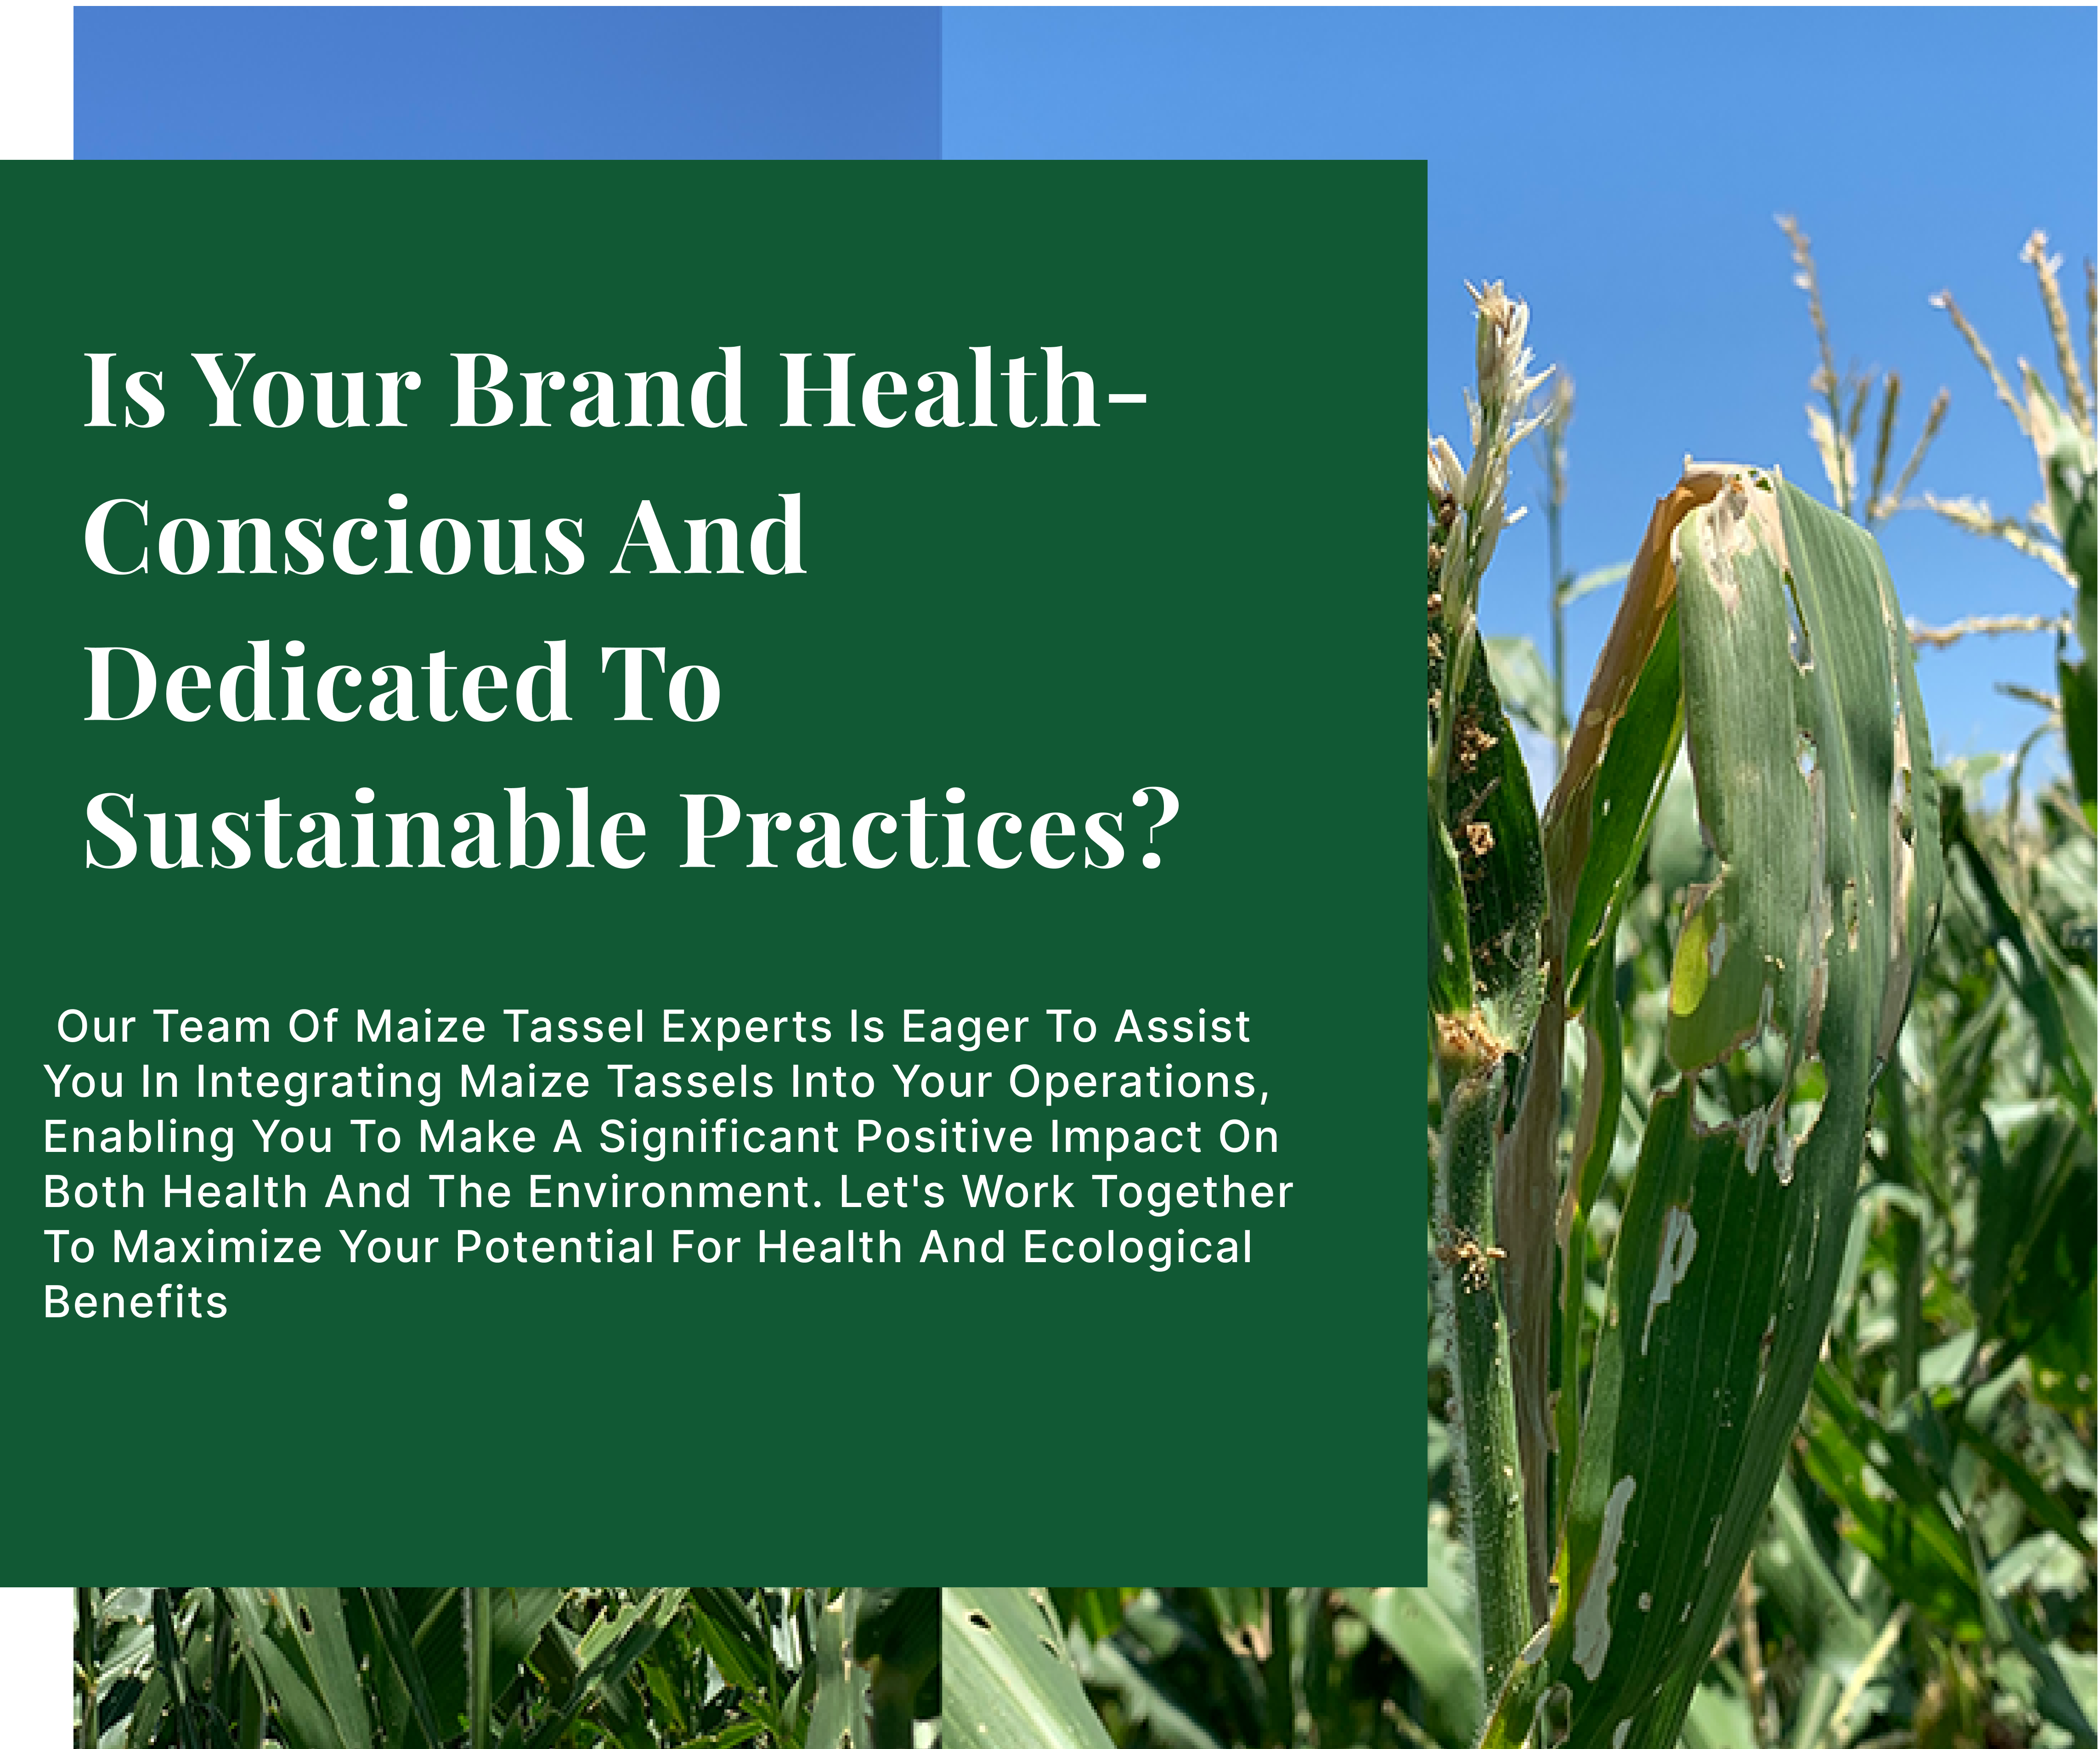 Is Your Brand Health-
Conscious And
Dedicated To
Sustainable Practices?
Our Team Of Maize Tassel Experts Is Eager To Assist
You In Integrating Maize Tassels Into Your Operations,
Enabling You To Make A Significant Positive Impact On
Both Health And The Environment. Let's Work Together
To Maximize Your Potential For Health And Ecological
Benefits